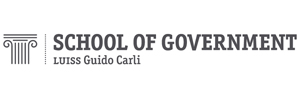 SCHOOL OF GOVERNMENT
LUISS Guido Carli